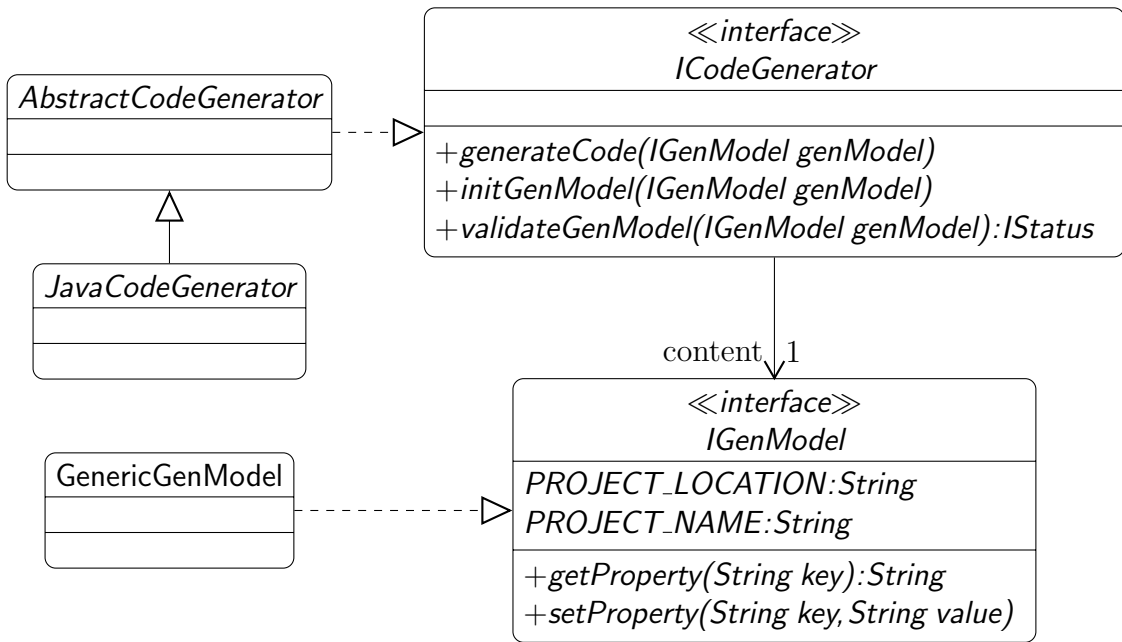 ≪interface≫
ICodeGenerator
+generateCode(IGenModel genModel)
+initGenModel(IGenModel genModel)
+validateGenModel(IGenModel genModel):IStatus
AbstractCodeGenerator
JavaCodeGenerator
content 1
≪interface≫
IGenModel
PROJECT_LOCATION:String
PROJECT_NAME:String
+getProperty(String key):String
+setProperty(String key,String value)
GenericGenModel